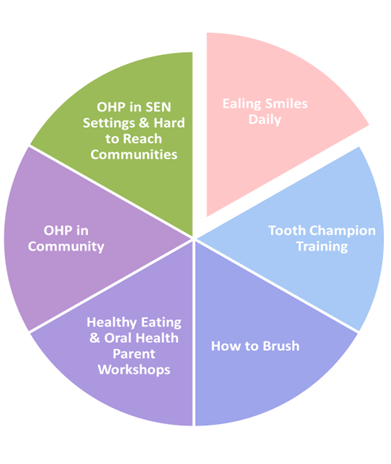 Ealing Smiles
Daily
Tooth Champion
Training
How to Brush
Healthy Eating
& Oral Health
Parent
Workshops
OHP in
Community
OHP in SEN
Settings & Hard
to Reach
Communities